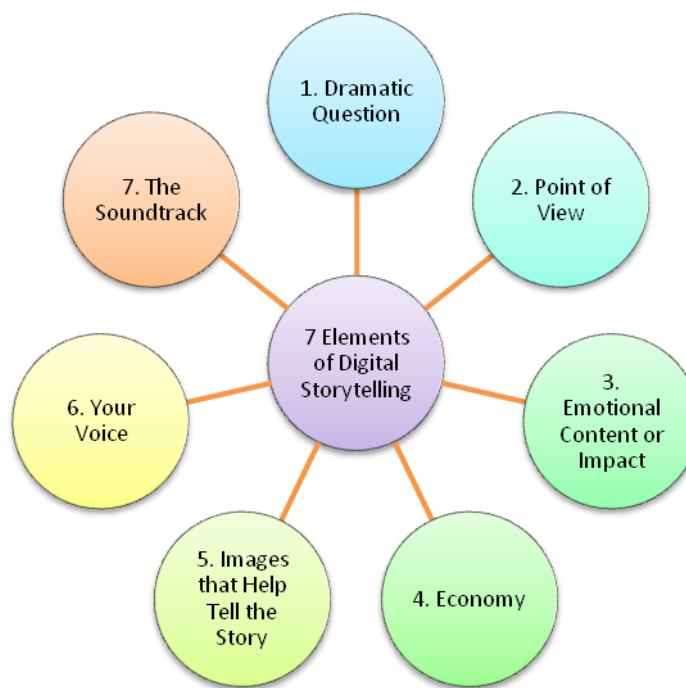 1. Dramatic
Question
2. Point of
View
3.
Emotional
Content or
Impact
4. Economy
5. Images
that Help
Tell the
Story
6. Your
Voice
7. The
Soundtrack
7 Elements
of Digital
Storytelling